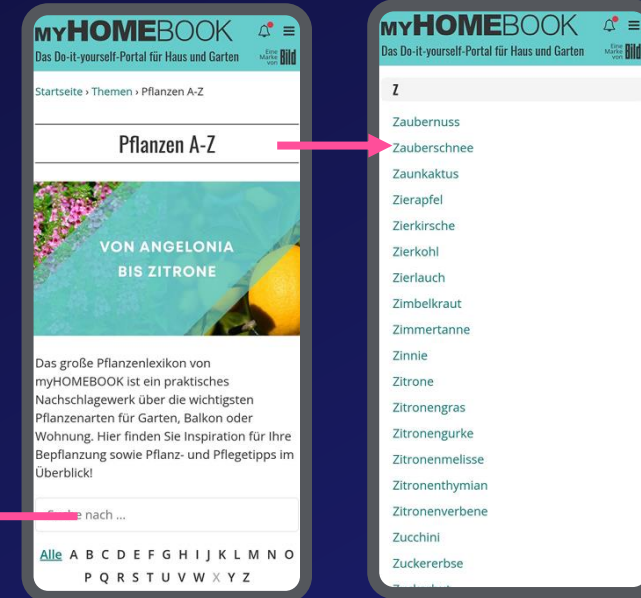 MYHOMEBOOK
Das Do-it-yourself-Portal für Haus und Garten
Eine Marke von Bild
Startseite › Themen › Pflanzen A-Z
Pflanzen A-Z
VON ANGELONIA
BIS ZITRONE
Das große Pflanzenlexikon von
myHOMEBOOK ist ein praktisches
Nachschlagewerk über die wichtigsten
Pflanzenarten für Garten, Balkon oder
Wohnung. Hier finden Sie Inspiration für Ihre
Bepflanzung sowie Pflanz- und Pflegetipps im
Überblick!
nach ...
Alle A B C D E F G H I J K L M N O
P Q R S T U V W X Y Z
MYHOMEBOOK
Das Do-it-yourself-Portal für Haus und Garten
Eine Marke von Bild
Z
Zaubernuss
Zauberschnee
Zaunkaktus
Zierapfel
Zierkirsche
Zierkohl
Zierlauch
Zimbelkraut
Zimmertanne
Zinnie
Zitrone
Zitronengras
Zitronengurke
Zitronenmelisse
Zitronenthymian
Zitronenverbene
Zucchini
Zuckererbse